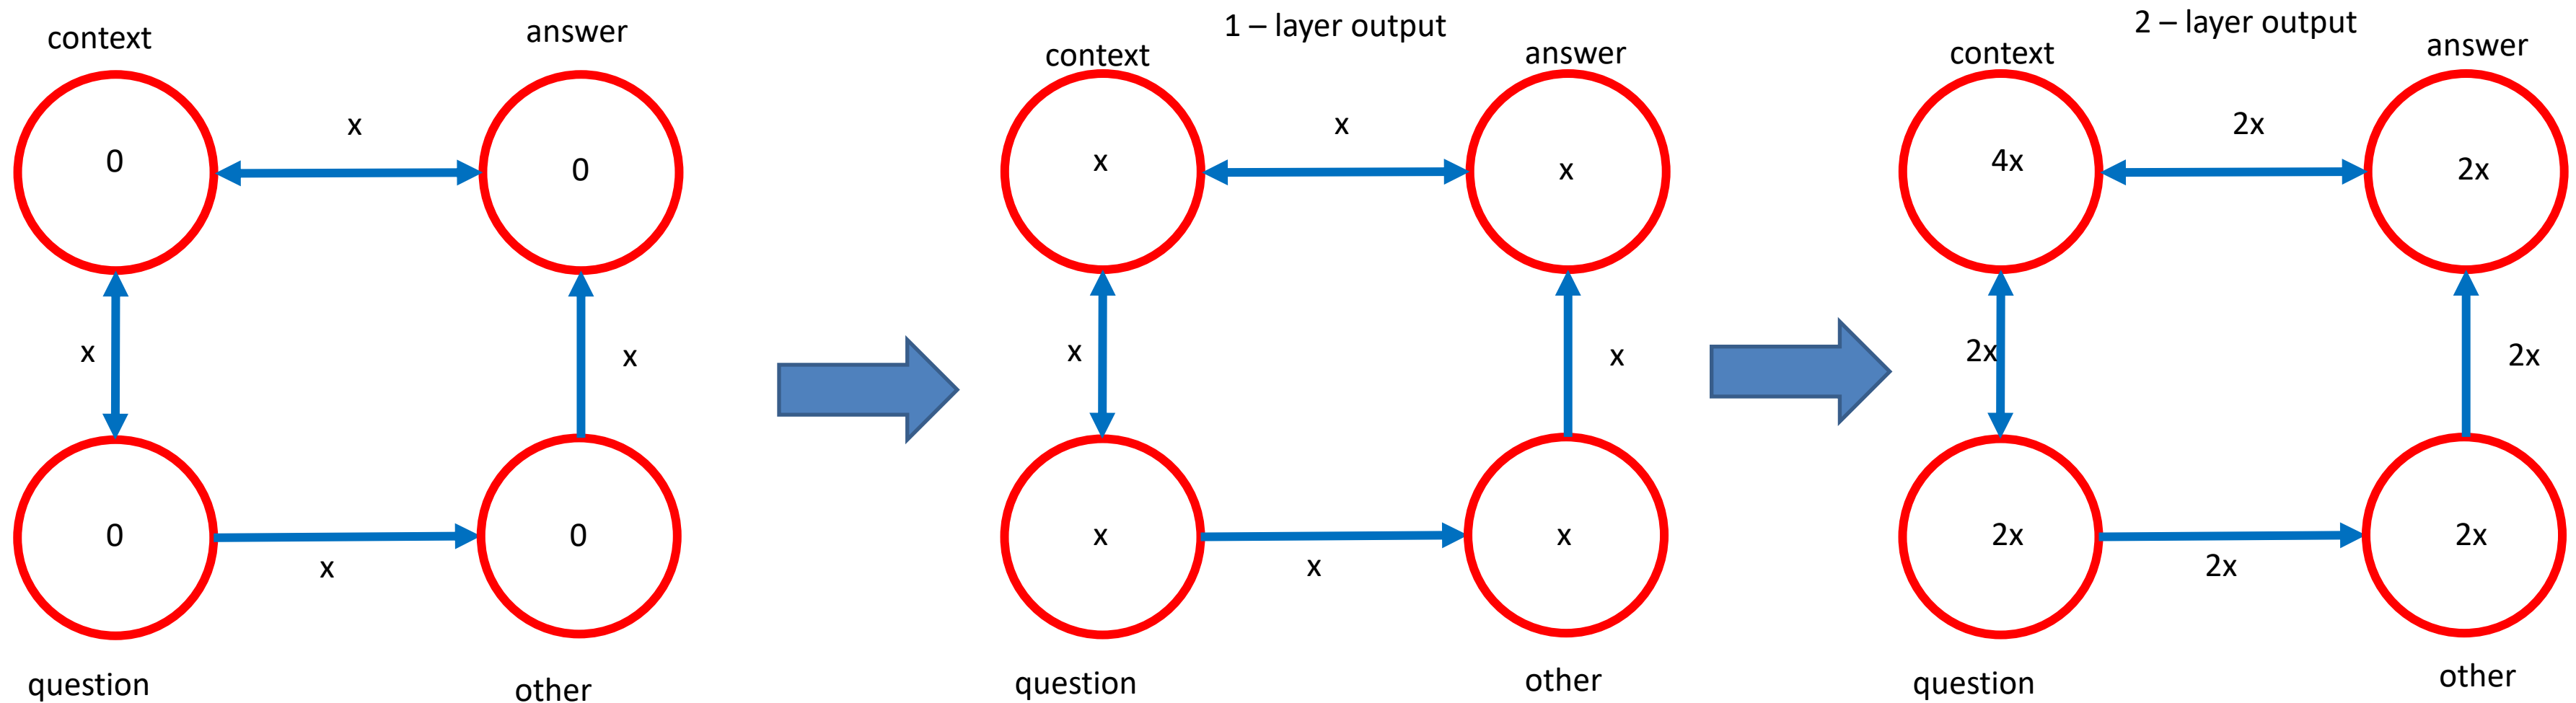 context
answer
0
x
0
x
x
0
x
0
question
other
1 – layer output
context
answer
x
x
x
x
x
x
x
x
question
other
2 – layer output
context
answer
4x
2x
2x
2x
2x
2x
2x
2x
question
other